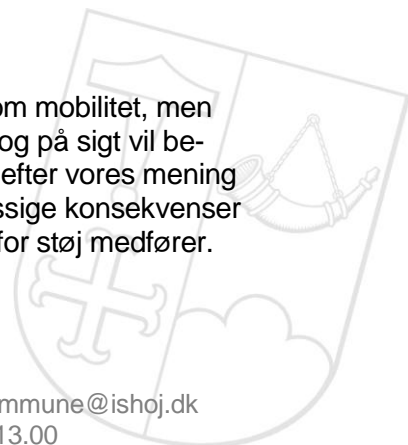 om mobilitet, men
og på sigt vil be-
efter vores mening
ssige konsekvenser
for støj medfører.
mmune@ishoj.dk
13.00